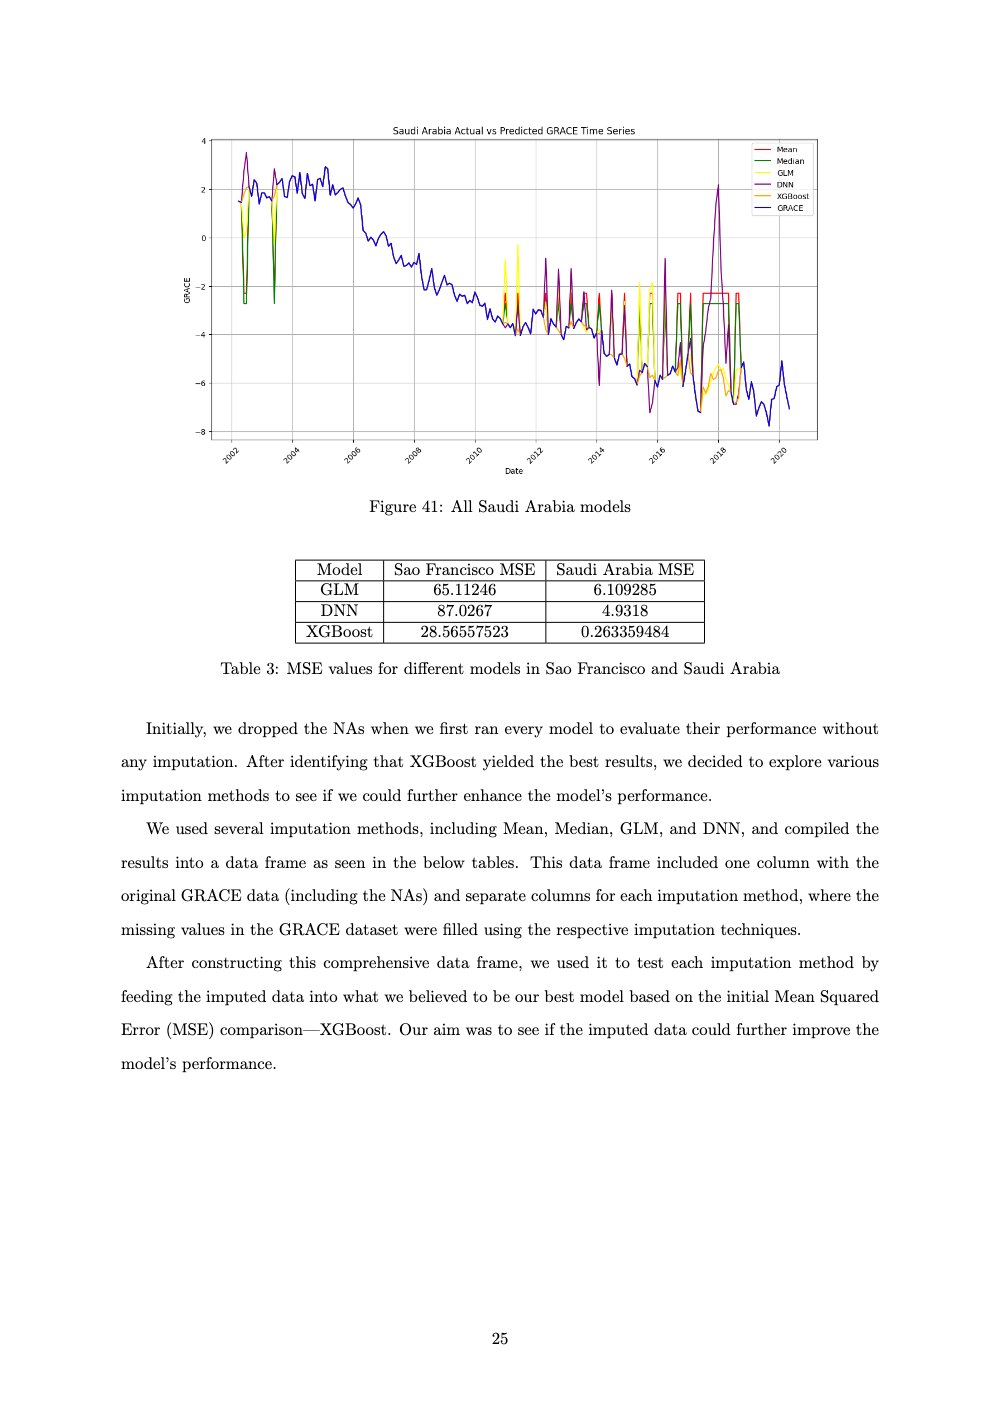 Saudi Arabia Actual vs Predicted GRACE Time Series
4
2
0
−2
−4
−6
−8
GRACE
Mean
Median
GLM
DNN
XGBoost
GRACE
2002
2004
2006
2008
2010
2012
2014
2016
2018
2020
Date
Figure 41: All Saudi Arabia models
Model Sao Francisco MSE Saudi Arabia MSE
GLM 65.11246 6.109285
DNN 87.0267 4.9318
XGBoost 28.56557523 0.263359484
Table 3: MSE values for different models in Sao Francisco and Saudi Arabia
Initially, we dropped the NAs when we first ran every model to evaluate their performance without
any imputation. After identifying that XGBoost yielded the best results, we decided to explore various
imputation methods to see if we could further enhance the model's performance.
We used several imputation methods, including Mean, Median, GLM, and DNN, and compiled the
results into a data frame as seen in the below tables. This data frame included one column with the
original GRACE data (including the NAs) and separate columns for each imputation method, where the
missing values in the GRACE dataset were filled using the respective imputation techniques.
After constructing this comprehensive data frame, we used it to test each imputation method by
feeding the imputed data into what we believed to be our best model based on the initial Mean Squared
Error (MSE) comparison—XGBoost. Our aim was to see if the imputed data could further improve the
model's performance.
25